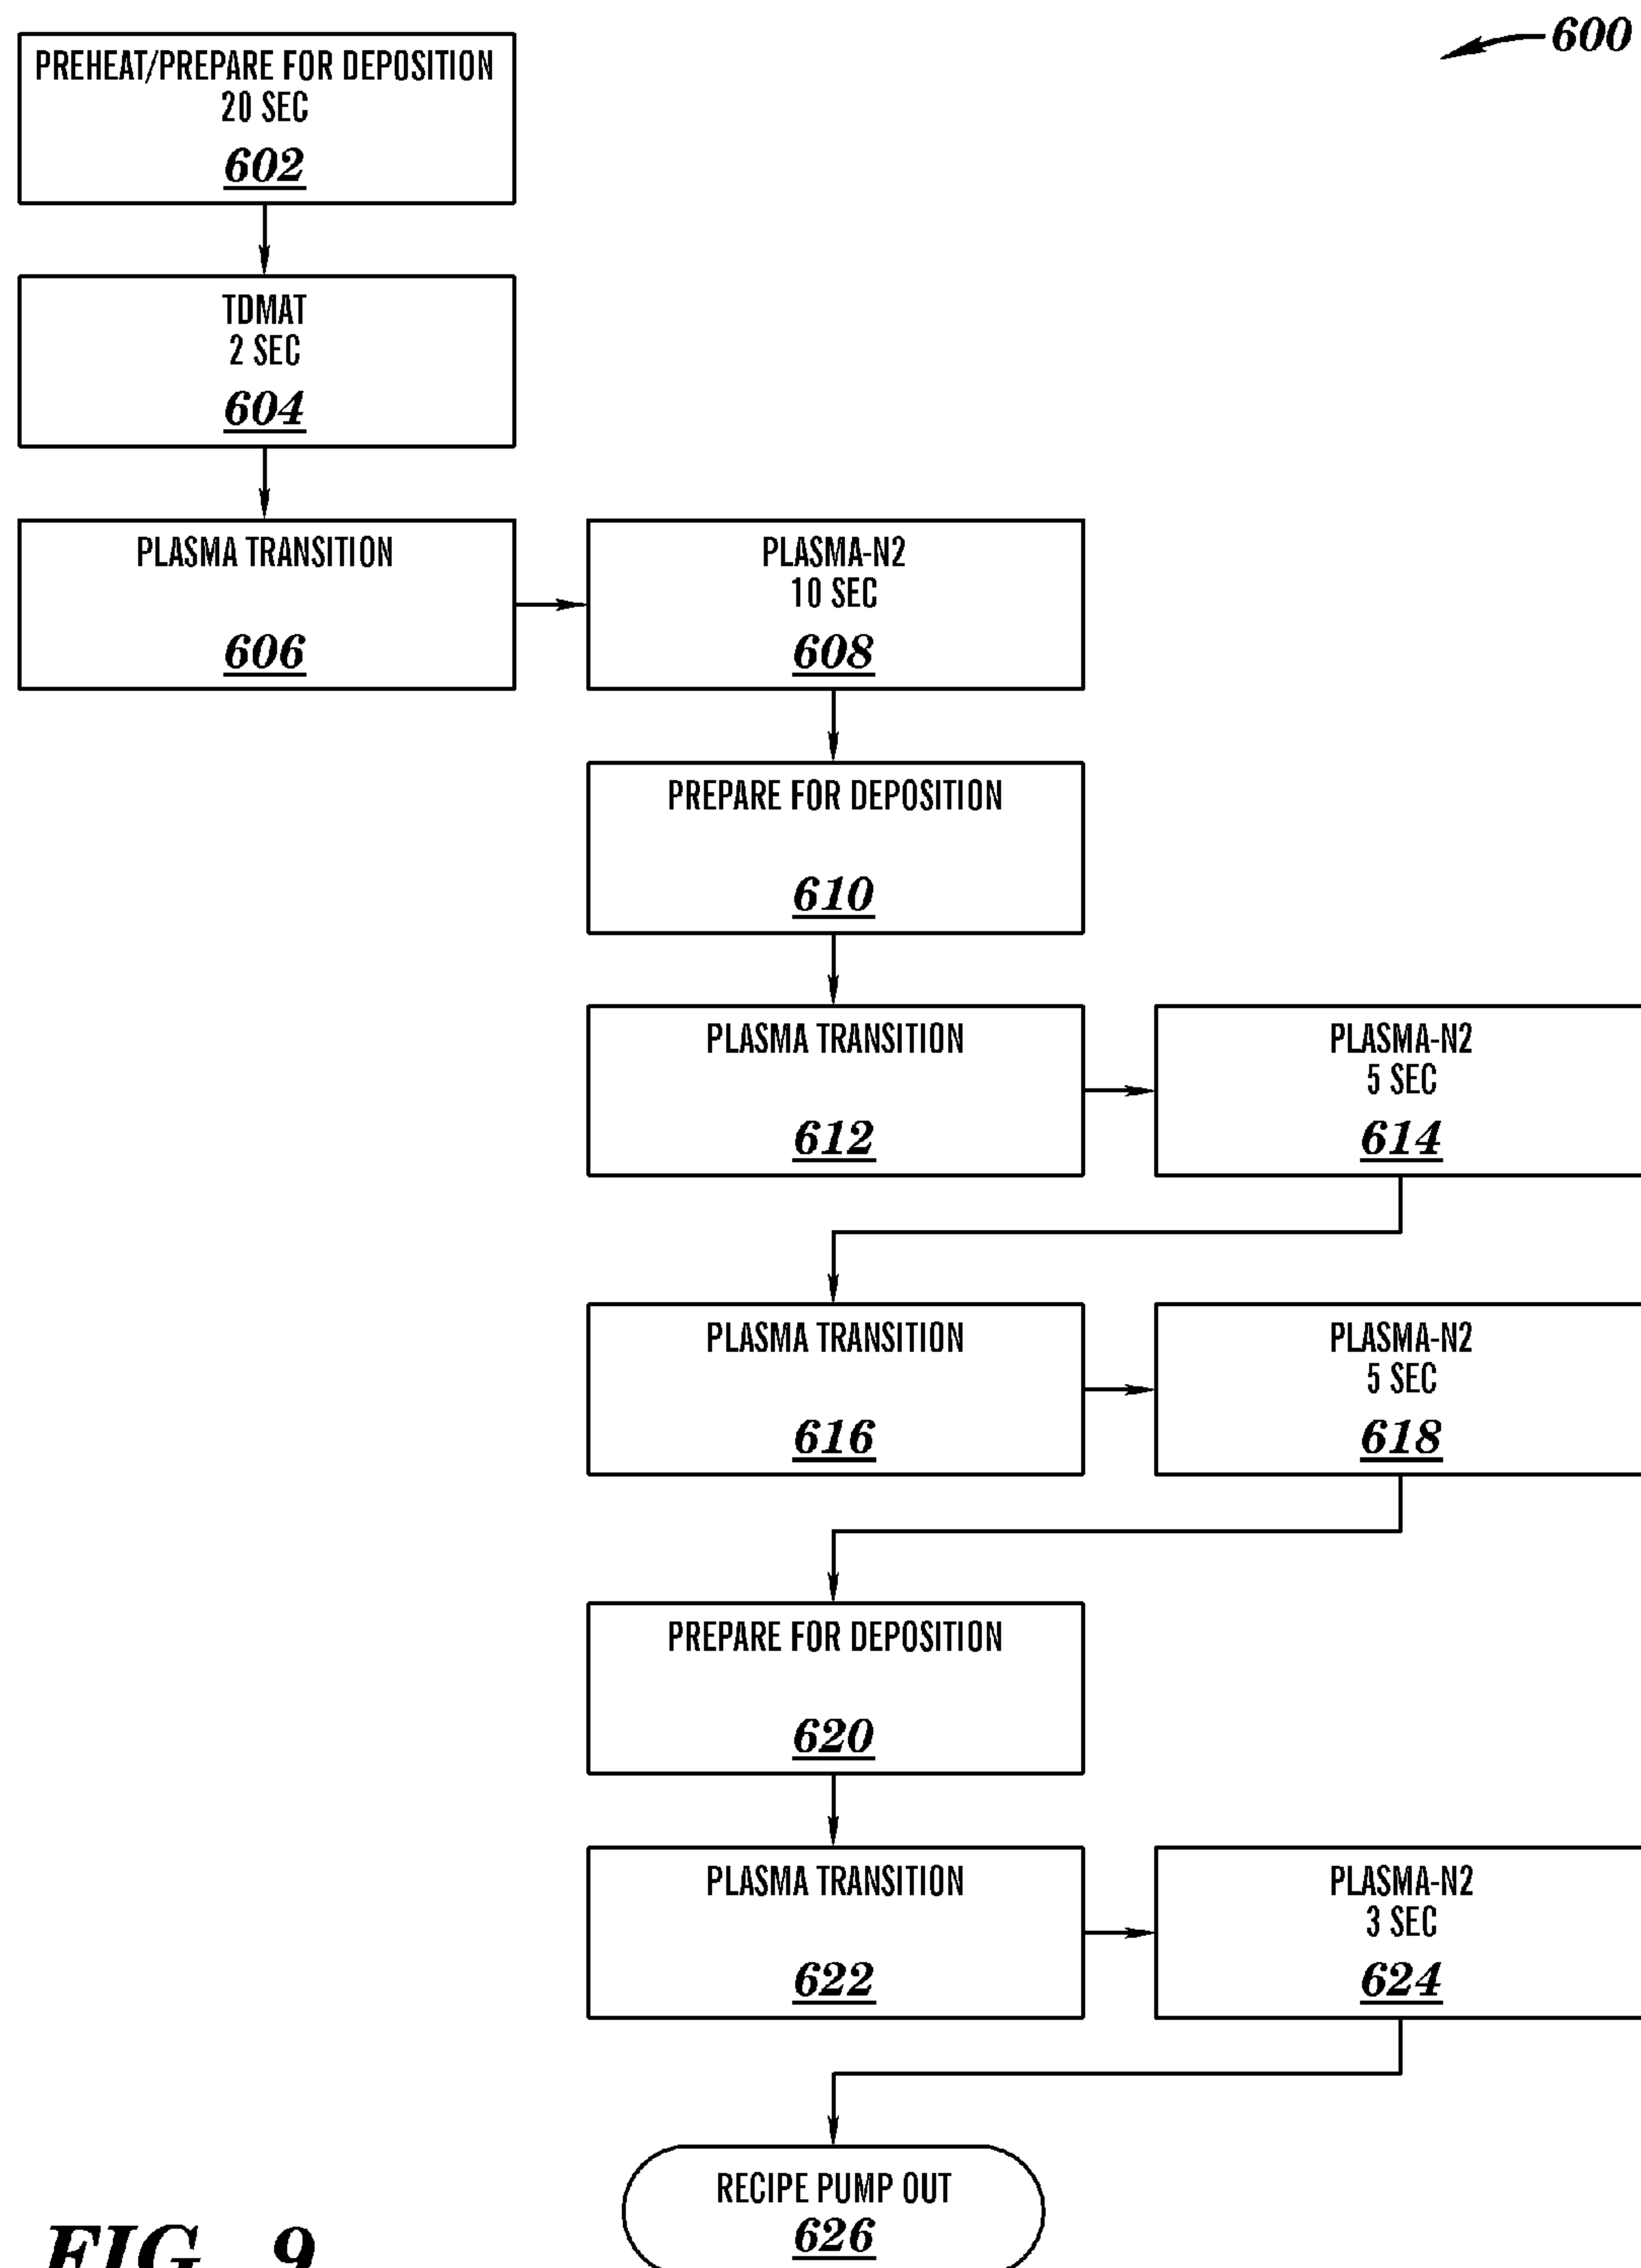 600
PREHEAT/PREPARE FOR DEPOSITION
20 SEC
602
TDMAT
2 SEC
604
PLASMA TRANSITION
606
PLASMA-N2
10 SEC
608
PREPARE FOR DEPOSITION
610
PLASMA TRANSITION
612
PLASMA-N2
5 SEC
614
PLASMA TRANSITION
616
PLASMA-N2
5 SEC
618
PREPARE FOR DEPOSITION
620
PLASMA TRANSITION
622
PLASMA-N2
3 SEC
624
RECIPE PUMP OUT
626
FIG. 9